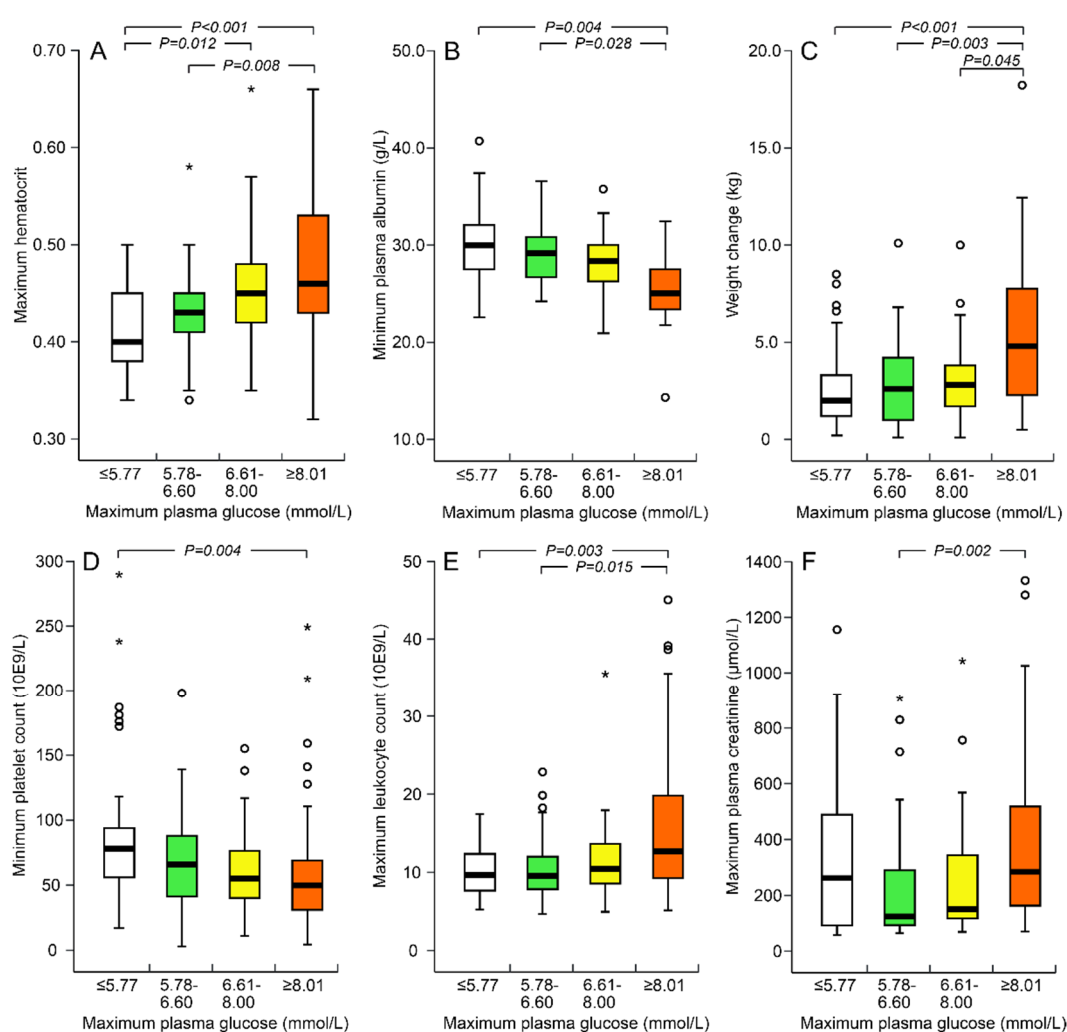 A
P<0.001
P=0.012
P=0.008
0.70
0.60
0.50
0.40
0.30
*
*
Maximum hematocrit
≤5.77
5.78-
6.60
6.61-
8.00
≥8.01
Maximum plasma glucose (mmol/L)
B
P=0.004
P=0.028
50.0
40.0
30.0
20.0
10.0
Minimum plasma albumin (g/L)
≤5.77
5.78-
6.60
6.61-
8.00
≥8.01
Maximum plasma glucose (mmol/L)
C
P<0.001
P=0.003
P=0.045
20.0
15.0
10.0
5.0
0
Weight change (kg)
≤5.77
5.78-
6.60
6.61-
8.00
≥8.01
Maximum plasma glucose (mmol/L)
D
P=0.004
300
250
200
150
100
50
0
*
*
*
*
Minimum platelet count (10E9/L)
≤5.77
5.78-
6.60
6.61-
8.00
≥8.01
Maximum plasma glucose (mmol/L)
E
P=0.003
P=0.015
50
40
30
20
10
0
*
Maximum leukocyte count (10E9/L)
≤5.77
5.78-
6.60
6.61-
8.00
≥8.01
Maximum plasma glucose (mmol/L)
F
P=0.002
1400
1200
1000
800
600
400
200
0
*
*
Maximum plasma creatinine (μmol/L)
≤5.77
5.78-
6.60
6.61-
8.00
≥8.01
Maximum plasma glucose (mmol/L)